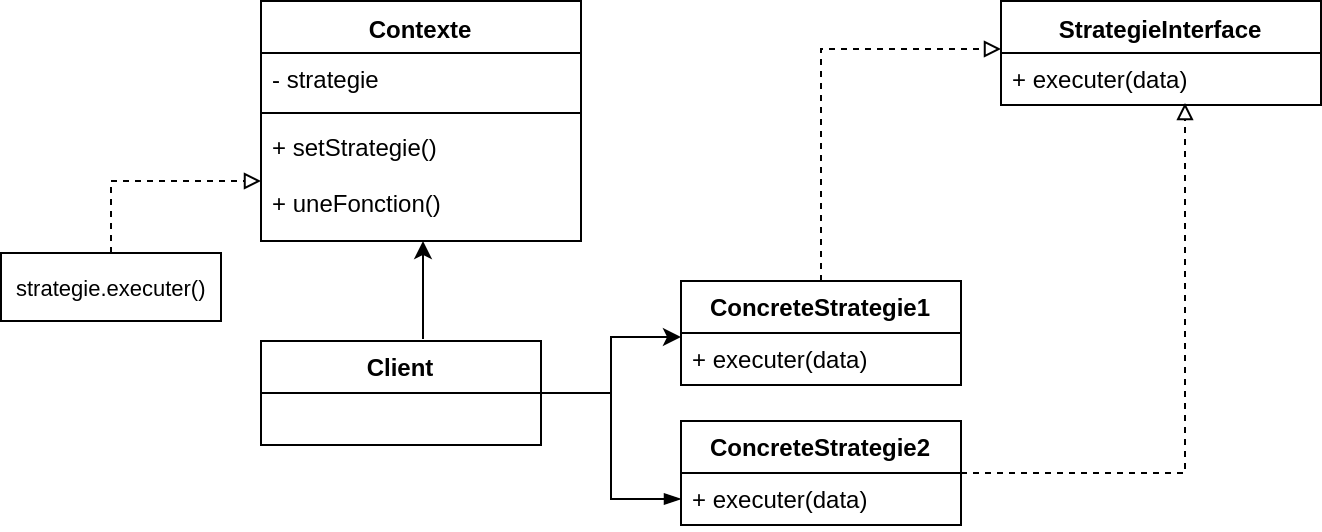 Contexte
- strategie
+ setStrategie()
+ uneFonction()
StrategieInterface
+ executer(data)
strategie.executer()
Client
ConcreteStrategie1
+ executer(data)
ConcreteStrategie2
+ executer(data)